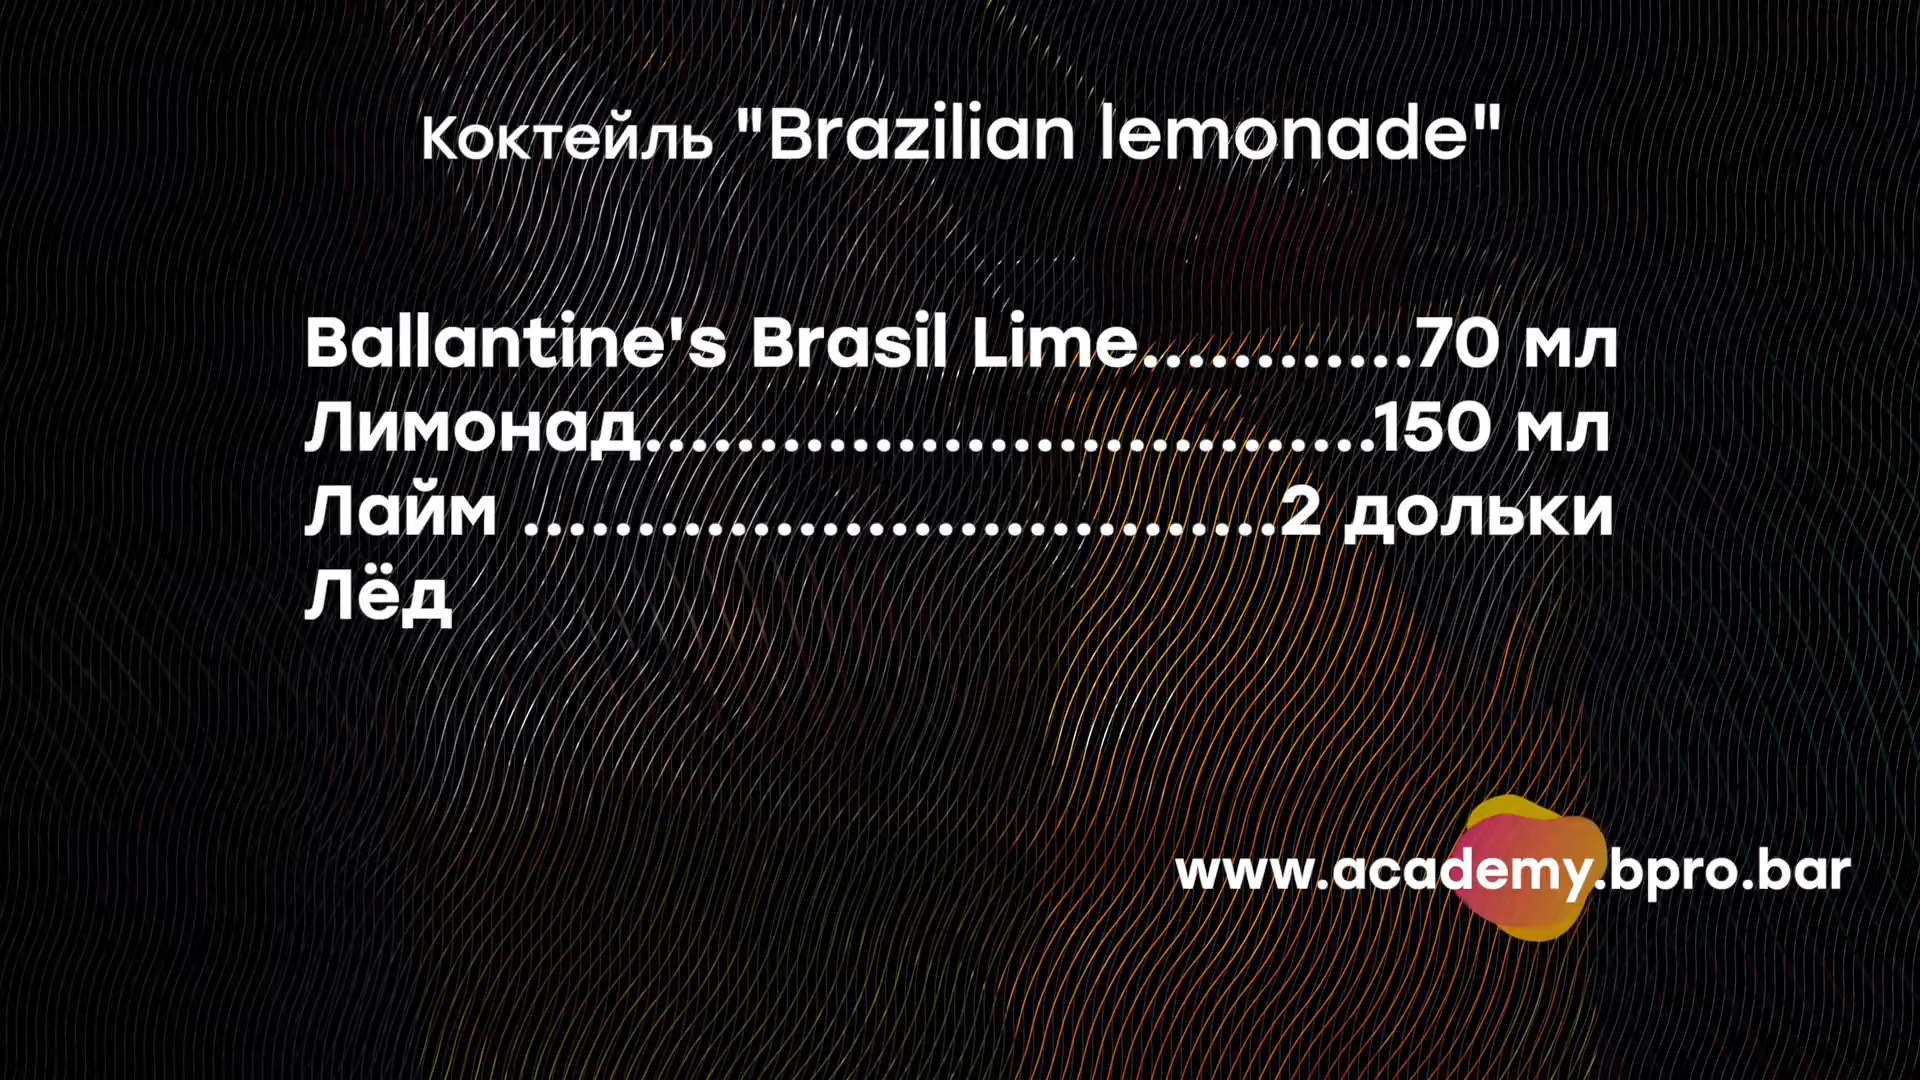 Коктейль "Brazilian lemonade"
Ballantine's Brasil Lime............70 мл
Лимонад................................150 мл
Лайм .................................2 дольки
Лёд
www.academy.bpro.bar